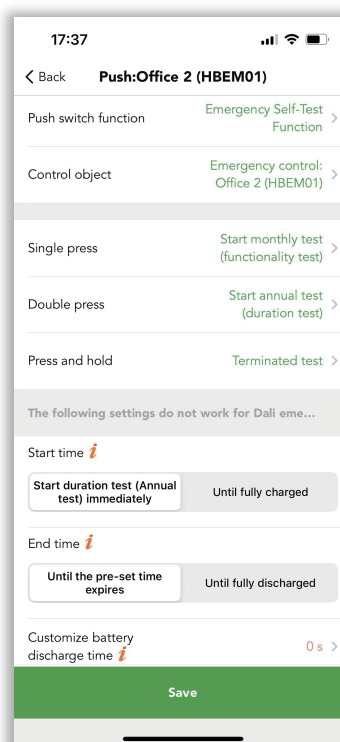 17:37
Back Push:Office 2 (HBEM01)
Push switch function
Emergency Self-Test
Function
Control object
Emergency control:
Office 2 (HBEM01)
Single press
Start monthly test
(functionality test)
Double press
Start annual test
(duration test)
Press and hold Terminated test
The following settings do not work for Dali eme...
Start time i
Start duration test (Annual
test) immediately
Until fully charged
End time i
Until the pre-set time
expires
Until fully discharged
Customize battery
discharge time i
0 s
Save